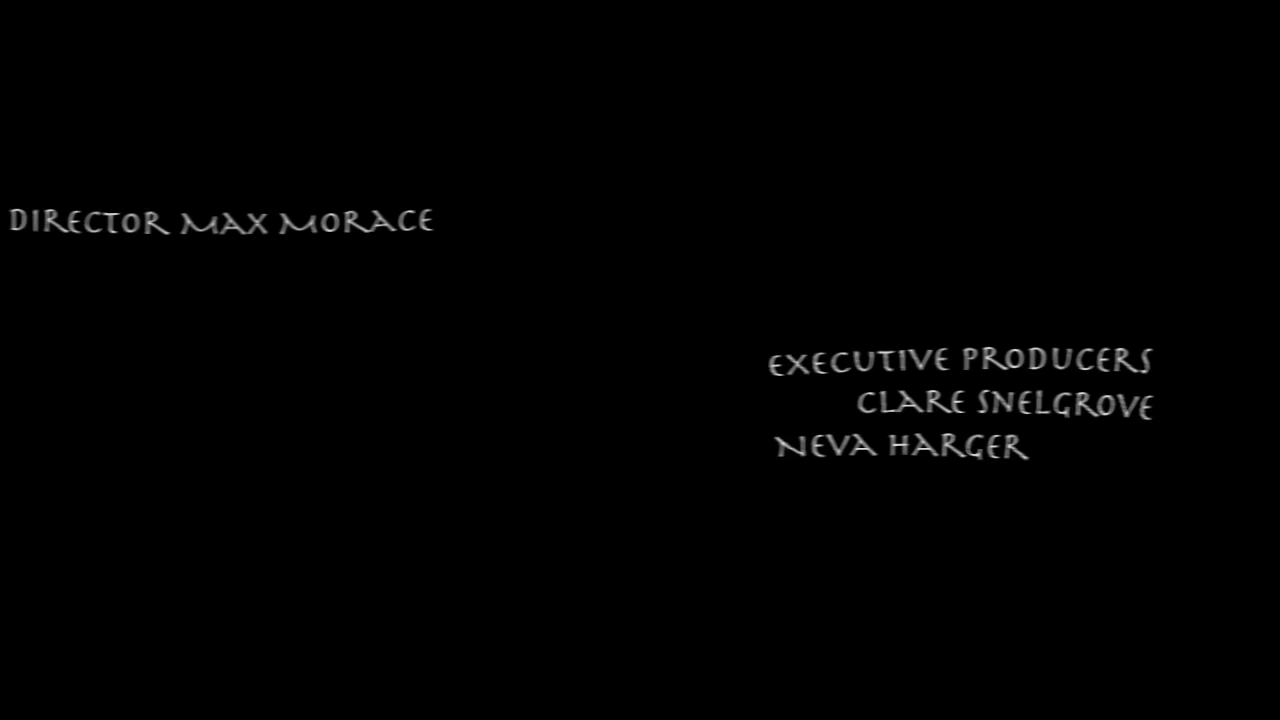 Director Max Morace
Executive Producers
Clare Snelgrove
Neva Harger